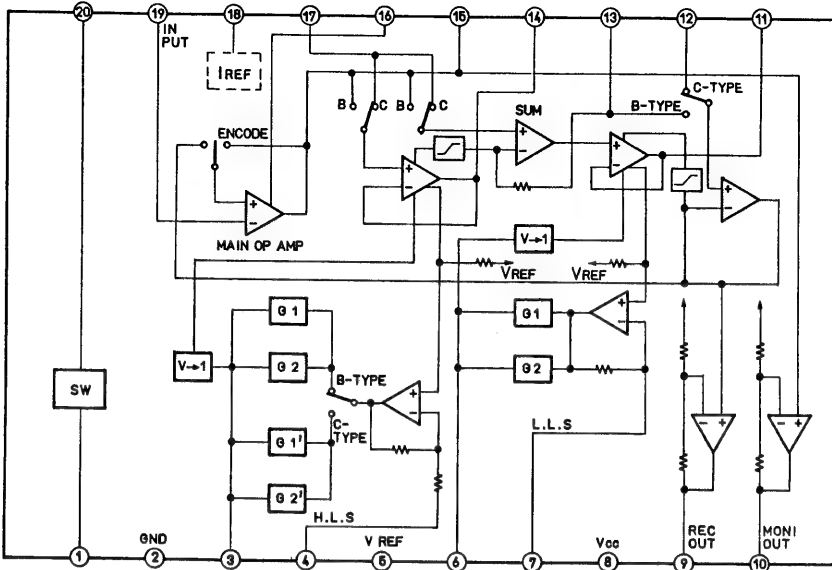 20 19 18 17 16 15 14 13 12 11
IN
PUT
IREF
B C B C
C-TYPE
B-TYPE
SUM
ENCODE
+ -
+ -
+ -
+ -
+ -
MAIN OP AMP
V→1
VREF VREF
G1
G2
V→1
B-TYPE
C-
TYPE
G1'
G2'
+ -
G1
G2
+ -
SW
L.L.S
H.L.S
- +
- +
GND
V REF
Vcc
REC
OUT
MONI
OUT
1 2 3 4 5 6 7 8 9 10